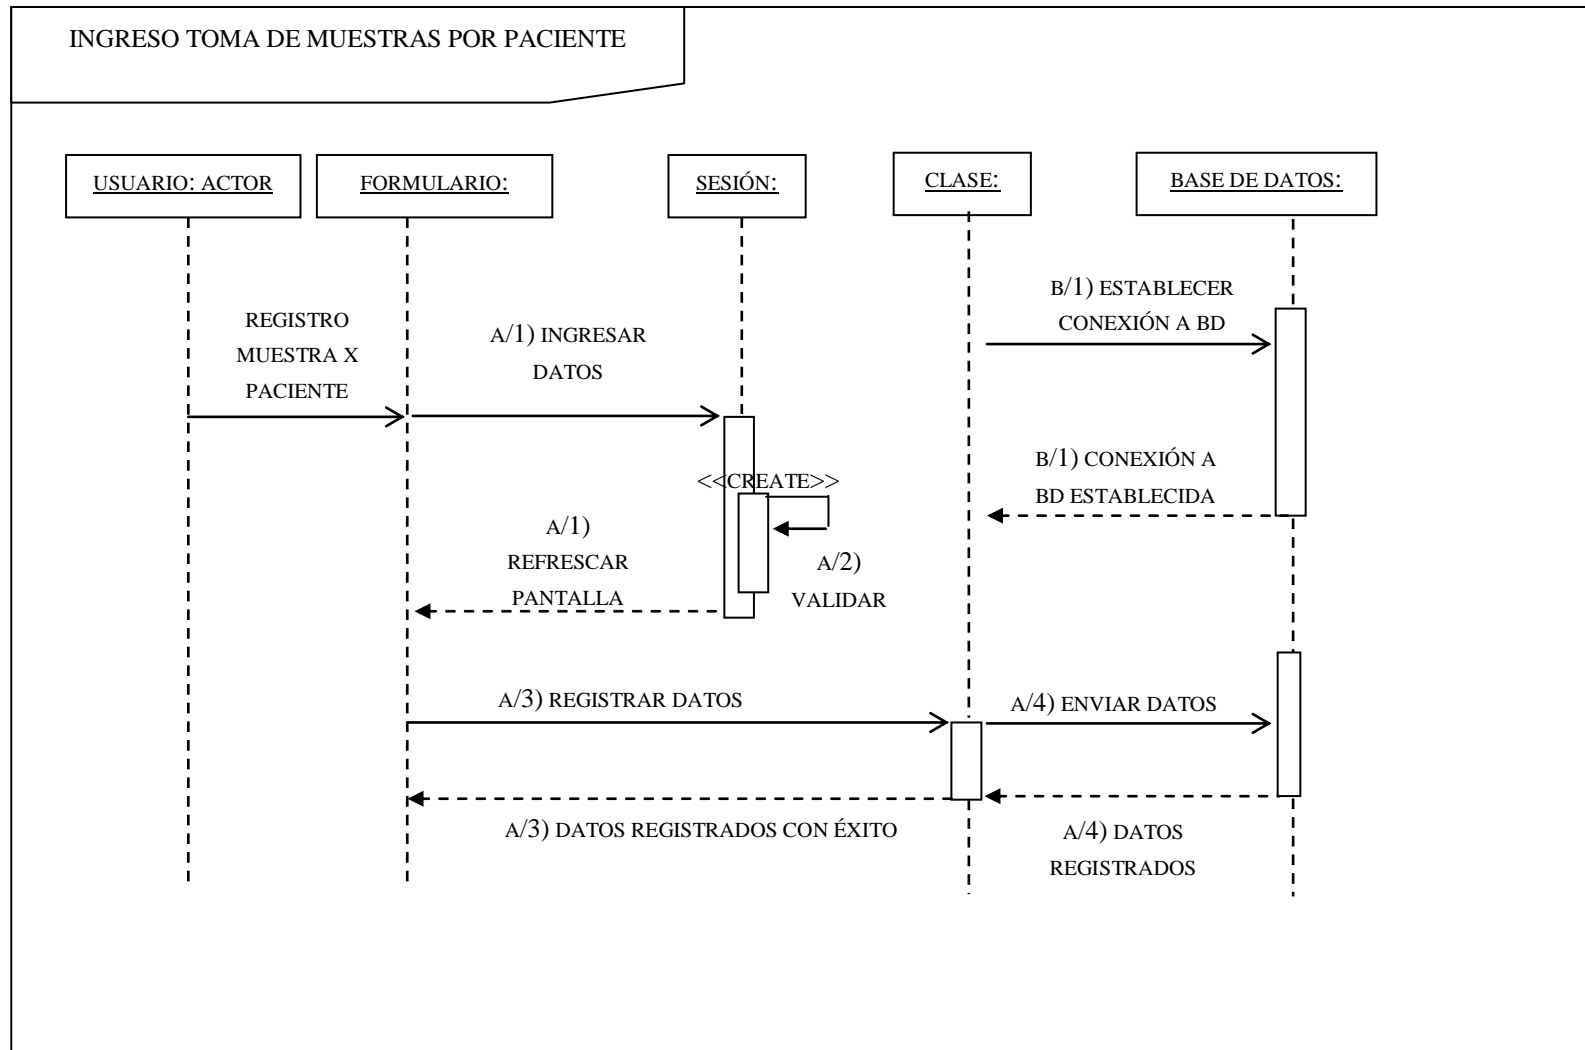 INGRESO TOMA DE MUESTRAS POR PACIENTE
USUARIO: ACTOR
FORMULARIO:
SESIÓN:
CLASE:
BASE DE DATOS:
REGISTRO
MUESTRA X
PACIENTE
A/1) INGRESAR
DATOS
B/1) ESTABLECER
CONEXIÓN A BD
<<CREATE>>
A/2)
VALIDAR
A/1)
REFRESCAR
PANTALLA
B/1) CONEXIÓN A
BD ESTABLECIDA
A/3) REGISTRAR DATOS
A/4) ENVIAR DATOS
A/3) DATOS REGISTRADOS CON ÉXITO
A/4) DATOS
REGISTRADOS